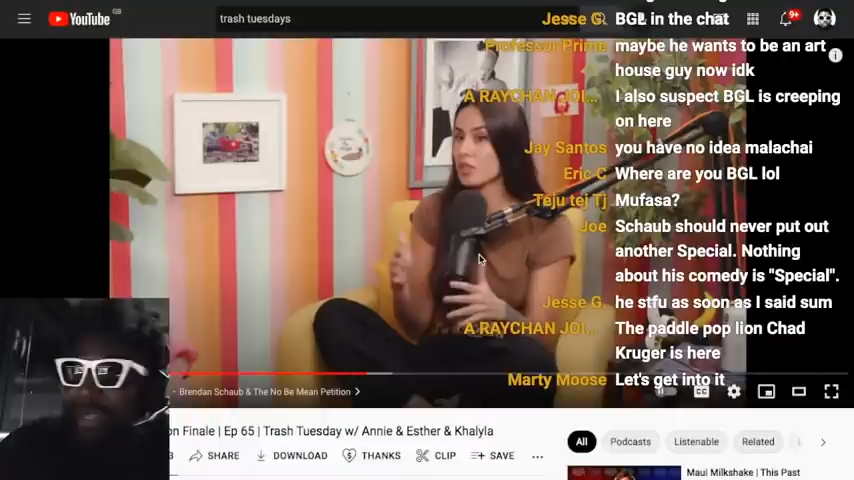 YouTube GB
trash tuesdays
9+
Jesse G. BGL in the chat
Professor Prime maybe he wants to be an art
house guy now idk
A RAYCHAN JOI... I also suspect BGL is creeping
on here
Jay Santos you have no idea malachai
Eric C Where are you BGL lol
Teju tej Tj Mufasa?
Joe Schaub should never put out
another Special. Nothing
about his comedy is "Special".
Jesse G. he stfu as soon as I said sum
A RAYCHAN JOI... The paddle pop lion Chad
Kruger is here
Marty Moose Let's get into it
Brendan Schaub & The No Be Mean Petition
on Finale | Ep 65 | Trash Tuesday w/ Annie & Esther & Khalyla
3 SHARE DOWNLOAD THANKS CLIP SAVE ...
All Podcasts Listenable Related
Maul Milkshake | This Past